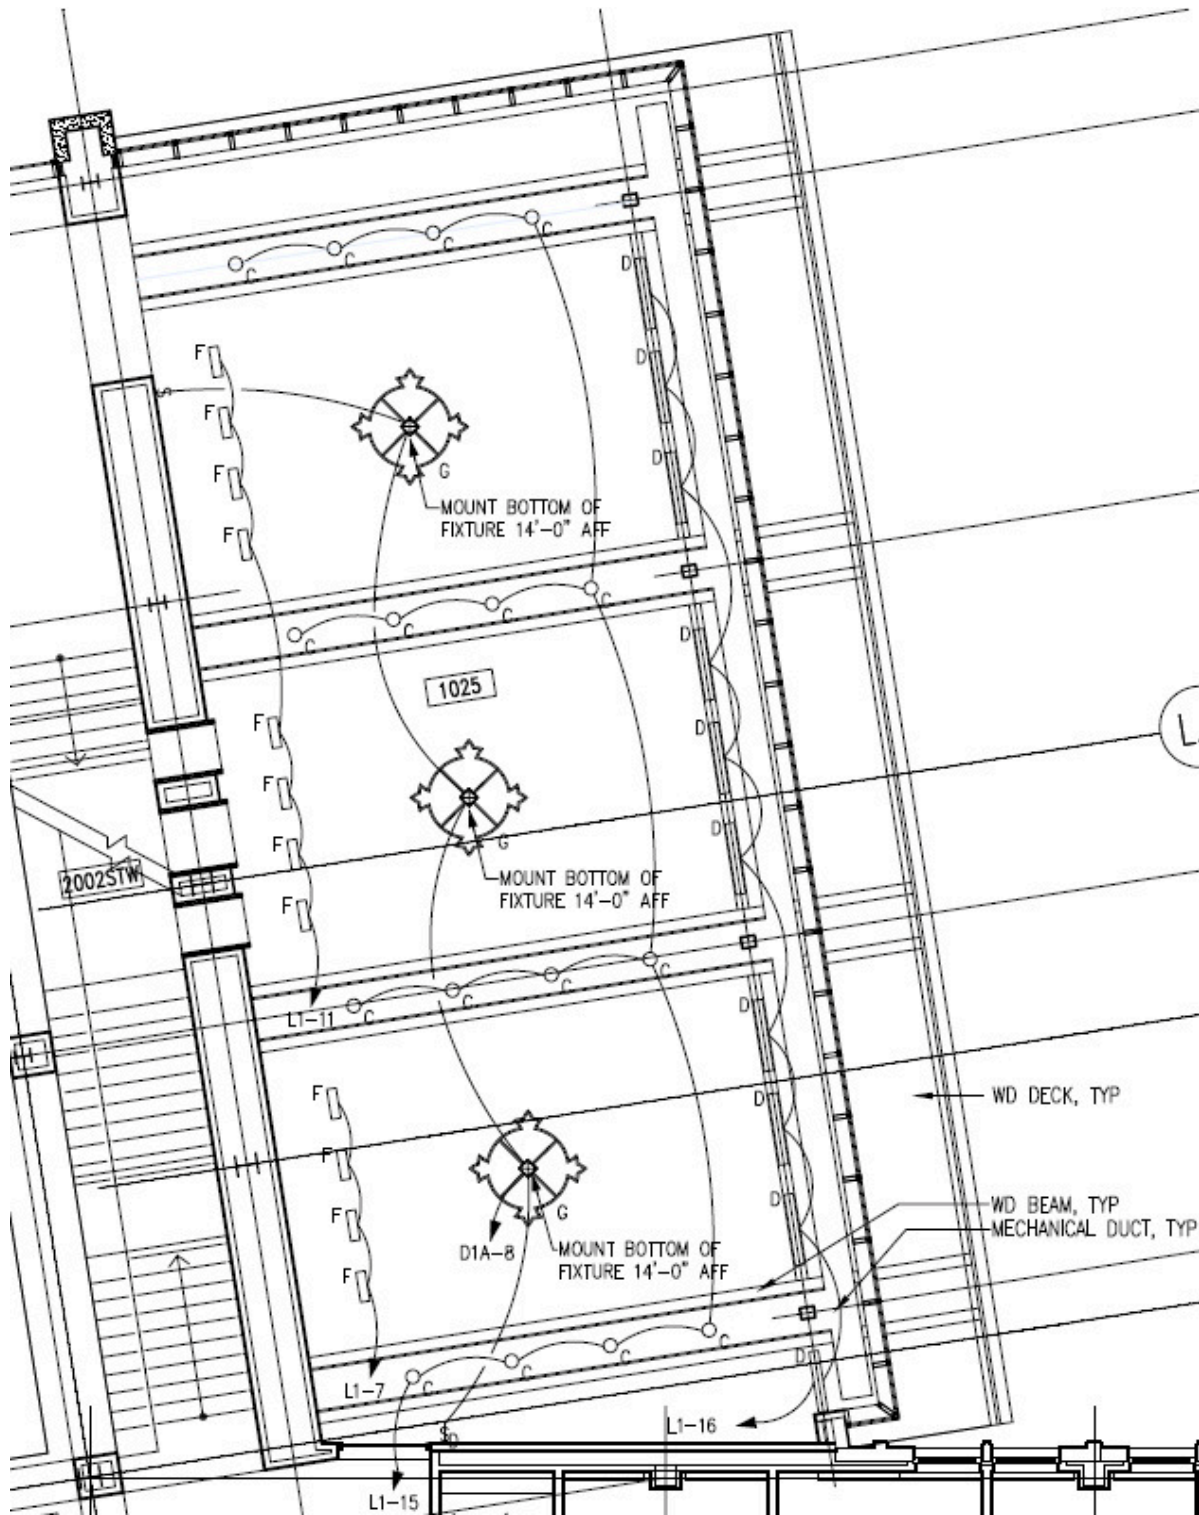 C
C
C
C
D
F
D
F
S
F
G
D
MOUNT BOTTOM OF
FIXTURE 14'-0" AFF
F
C
C
C
C
D
1025
F
D
L
F
D
F
MOUNT BOTTOM OF
FIXTURE 14'-0" AFF
G
2002STW
F
C
C
C
C
D
L1-11
F
D
WD DECK, TYP
F
D
WD BEAM, TYP
F
G
MECHANICAL DUCT, TYP
D1A-8
MOUNT BOTTOM OF
FIXTURE 14'-0" AFF
F
D
C
C
C
C
L1-7
L1-16
S
D
L1-15